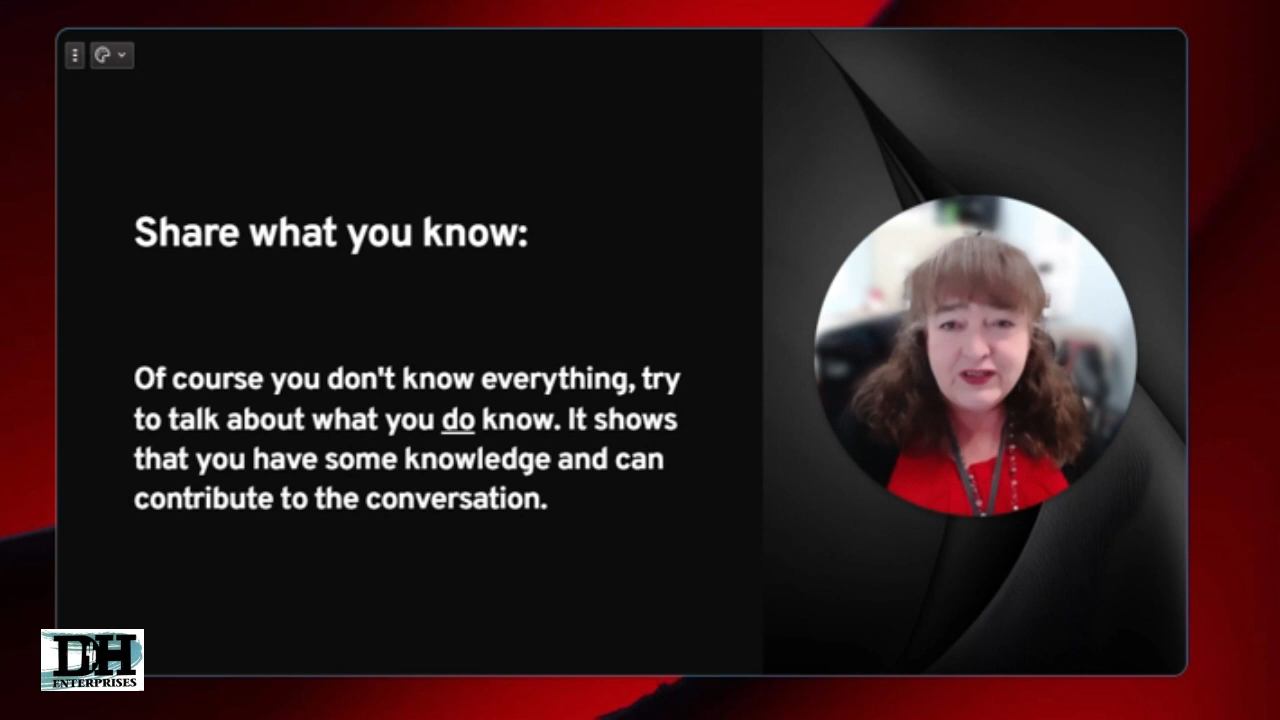 Share what you know:
Of course you don't know everything, try
to talk about what you do know. It shows
that you have some knowledge and can
contribute to the conversation.
DH
ENTERPRISES